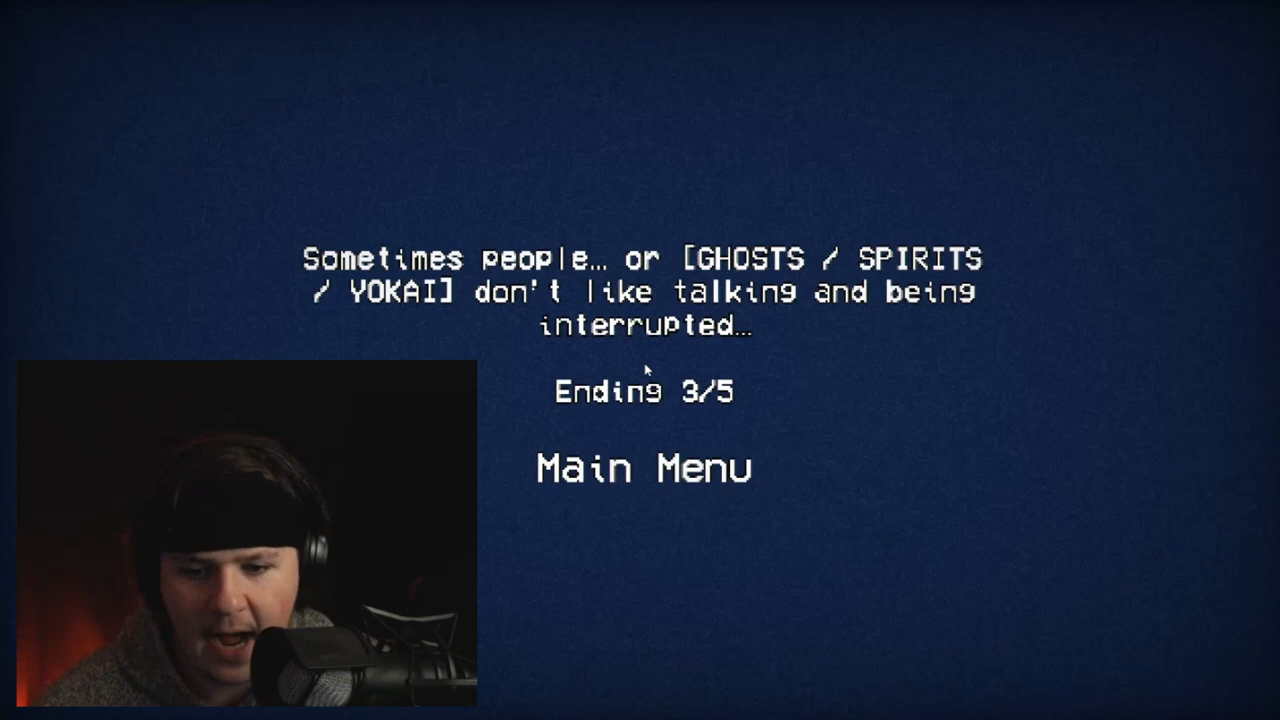 Sometimes people… or [GHOSTS / SPIRITS
/ YOKAI] don't like talking and being
interrupted…
Ending 3/5
Main Menu